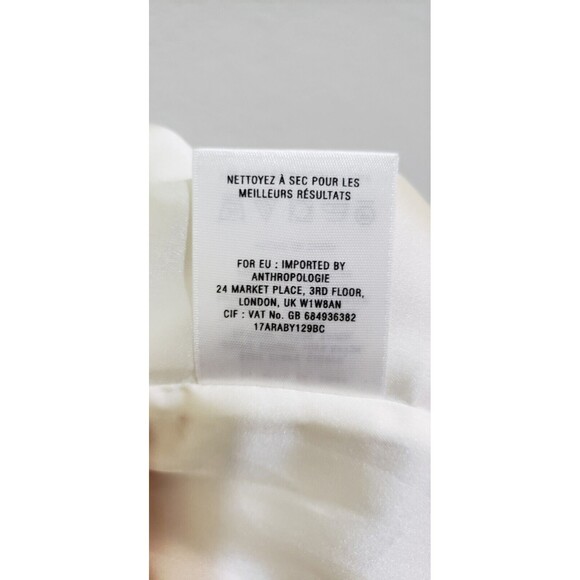 NETTOYEZ À SEC POUR LES
MEILLEURS RÉSULTATS
FOR EU : IMPORTED BY
ANTHROPOLOGIE
24 MARKET PLACE, 3RD FLOOR,
LONDON, UK W1W8AN
CIF : VAT No. GB 684936382
17ARABY129BC